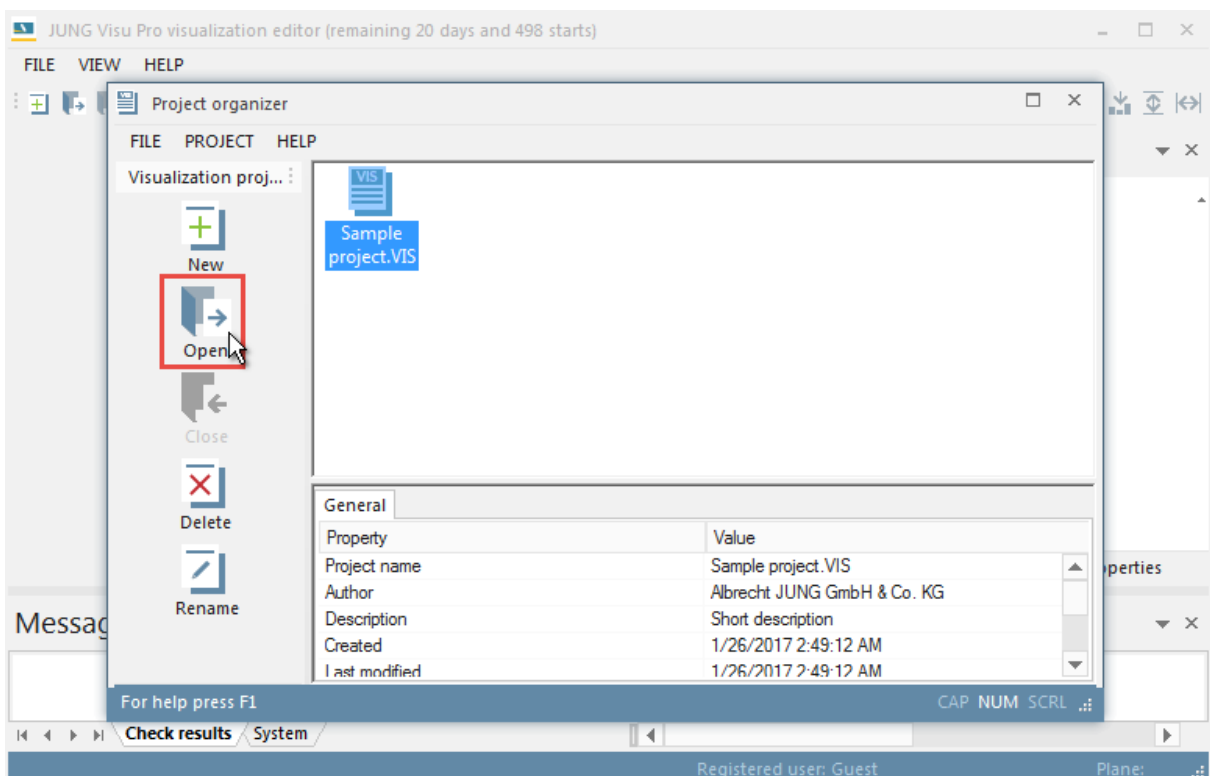 JUNG Visu Pro visualization editor (remaining 20 days and 498 starts)
FILE VIEW HELP
Project organizer
FILE PROJECT HELP
Visualization proj...
New
Open
Close
Delete
Rename
VIS
Sample
project.VIS
General
Property Value
Project name Sample project.VIS
Author Albrecht JUNG GmbH & Co. KG
Description Short description
Created 1/26/2017 2:49:12 AM
Last modified 1/26/2017 2:49:12 AM
For help press F1 CAP NUM SCRL
operties
Messag
Check results System
Registered user: Guest Plane: